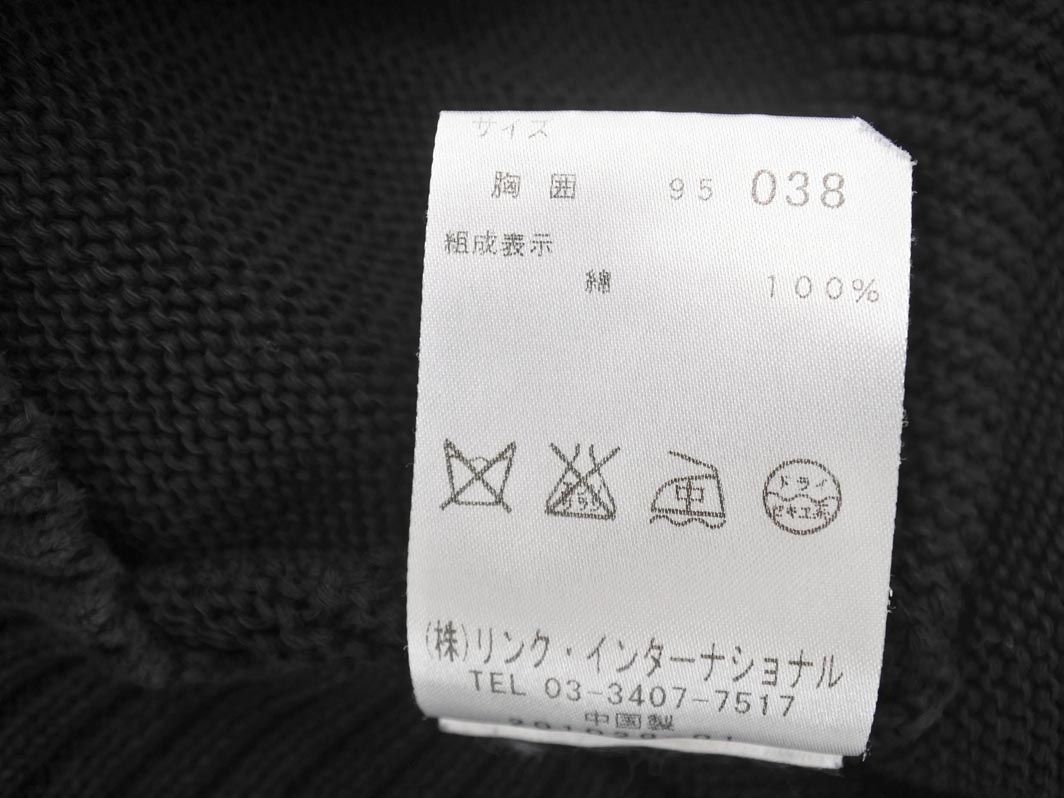 サイズ
胸囲 95 038
組成表示
綿 100%
中
ドライ
セキユ系
(株)リンク・インターナショナル
TEL 03-3407-7517
中国製